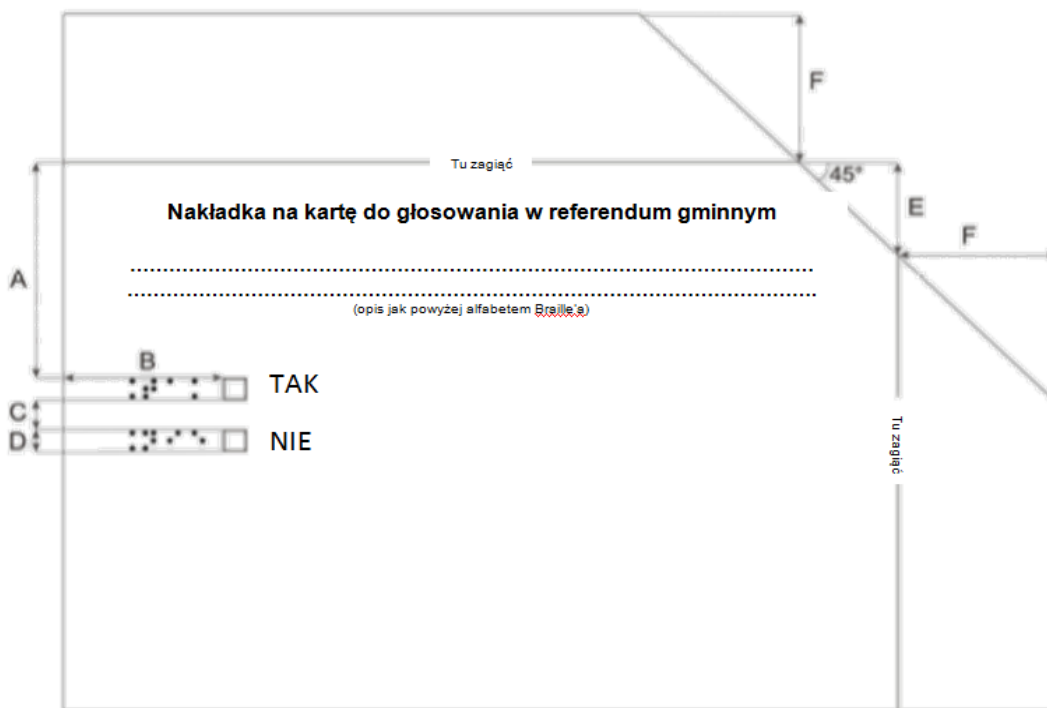 F
Tu zagiąć
45°
Nakładka na kartę do głosowania w referendum gminnym
E
F
A
....................................................................................................
....................................................................................................
(opis jak powyżej alfabetem Braille'a)
B
⠨⠞⠁⠅ TAK
C
D
NIE
Tu zagiąć